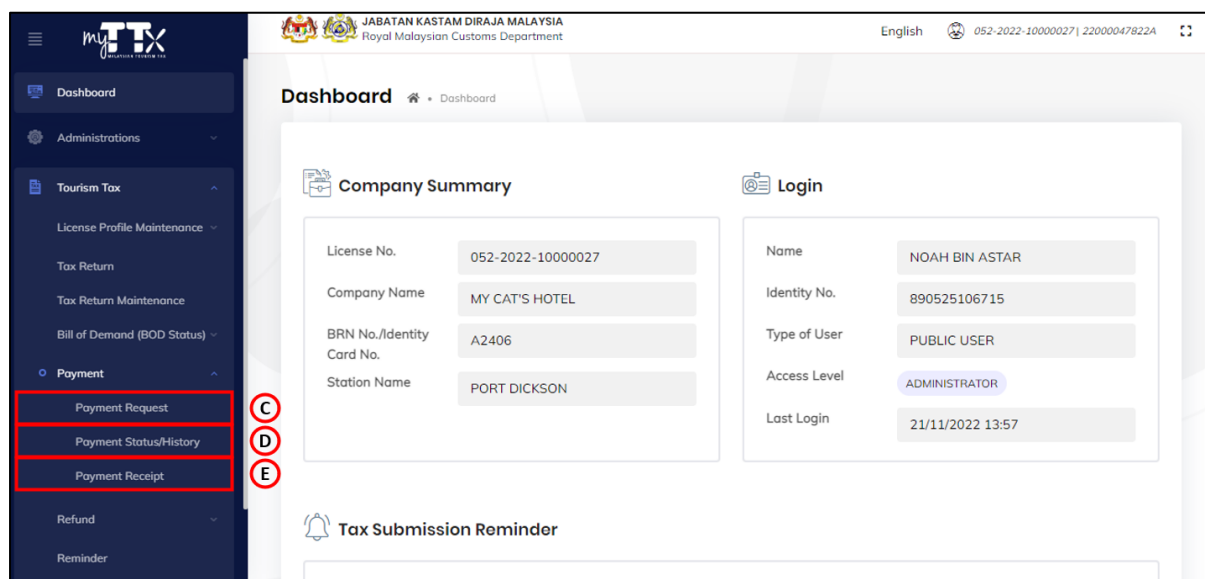 myTTX
MALAYSIAN TOURISM TAX
JABATAN KASTAM DIRAJA MALAYSIA
Royal Malaysian Customs Department
English
052-2022-10000027| 22000047822A
Dashboard
Administrations
Tourism Tax
License Profile Maintenance
Tax Return
Tax Return Maintenance
Bill of Demand (BOD Status)
Payment
Payment Request
C
Payment Status/History
D
Payment Receipt
E
Refund
Reminder
Dashboard • Dashboard
Company Summary
License No. 052-2022-10000027
Company Name MY CAT'S HOTEL
BRN No./Identity
Card No.
A2406
Station Name PORT DICKSON
Login
Name NOAH BIN ASTAR
Identity No. 890525106715
Type of User PUBLIC USER
Access Level ADMINISTRATOR
Last Login 21/11/2022 13:57
Tax Submission Reminder